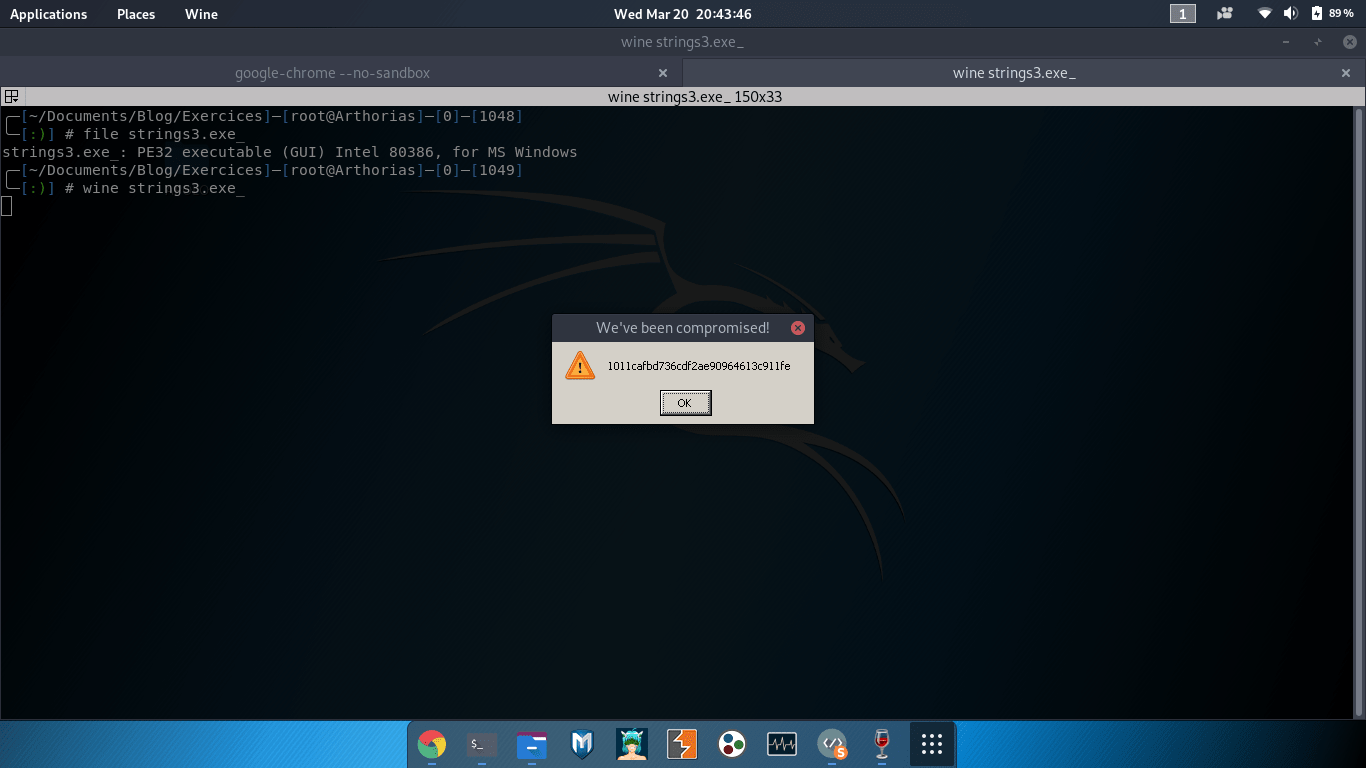 Applications Places Wine Wed Mar 20 20:43:46 1 89 %
wine strings3.exe_
google-chrome --no-sandbox wine strings3.exe_
wine strings3.exe_ 150x33
[~/Documents/Blog/Exercices]—[root@Arthorias]—[0]—[1048]
[:)] # file strings3.exe_
strings3.exe_: PE32 executable (GUI) Intel 80386, for MS Windows
[~/Documents/Blog/Exercices]—[root@Arthorias]—[0]—[1049]
[:)] # wine strings3.exe_
We've been compromised!
1011cafbd736cdf2ae90964613c911fe
OK
$_
S